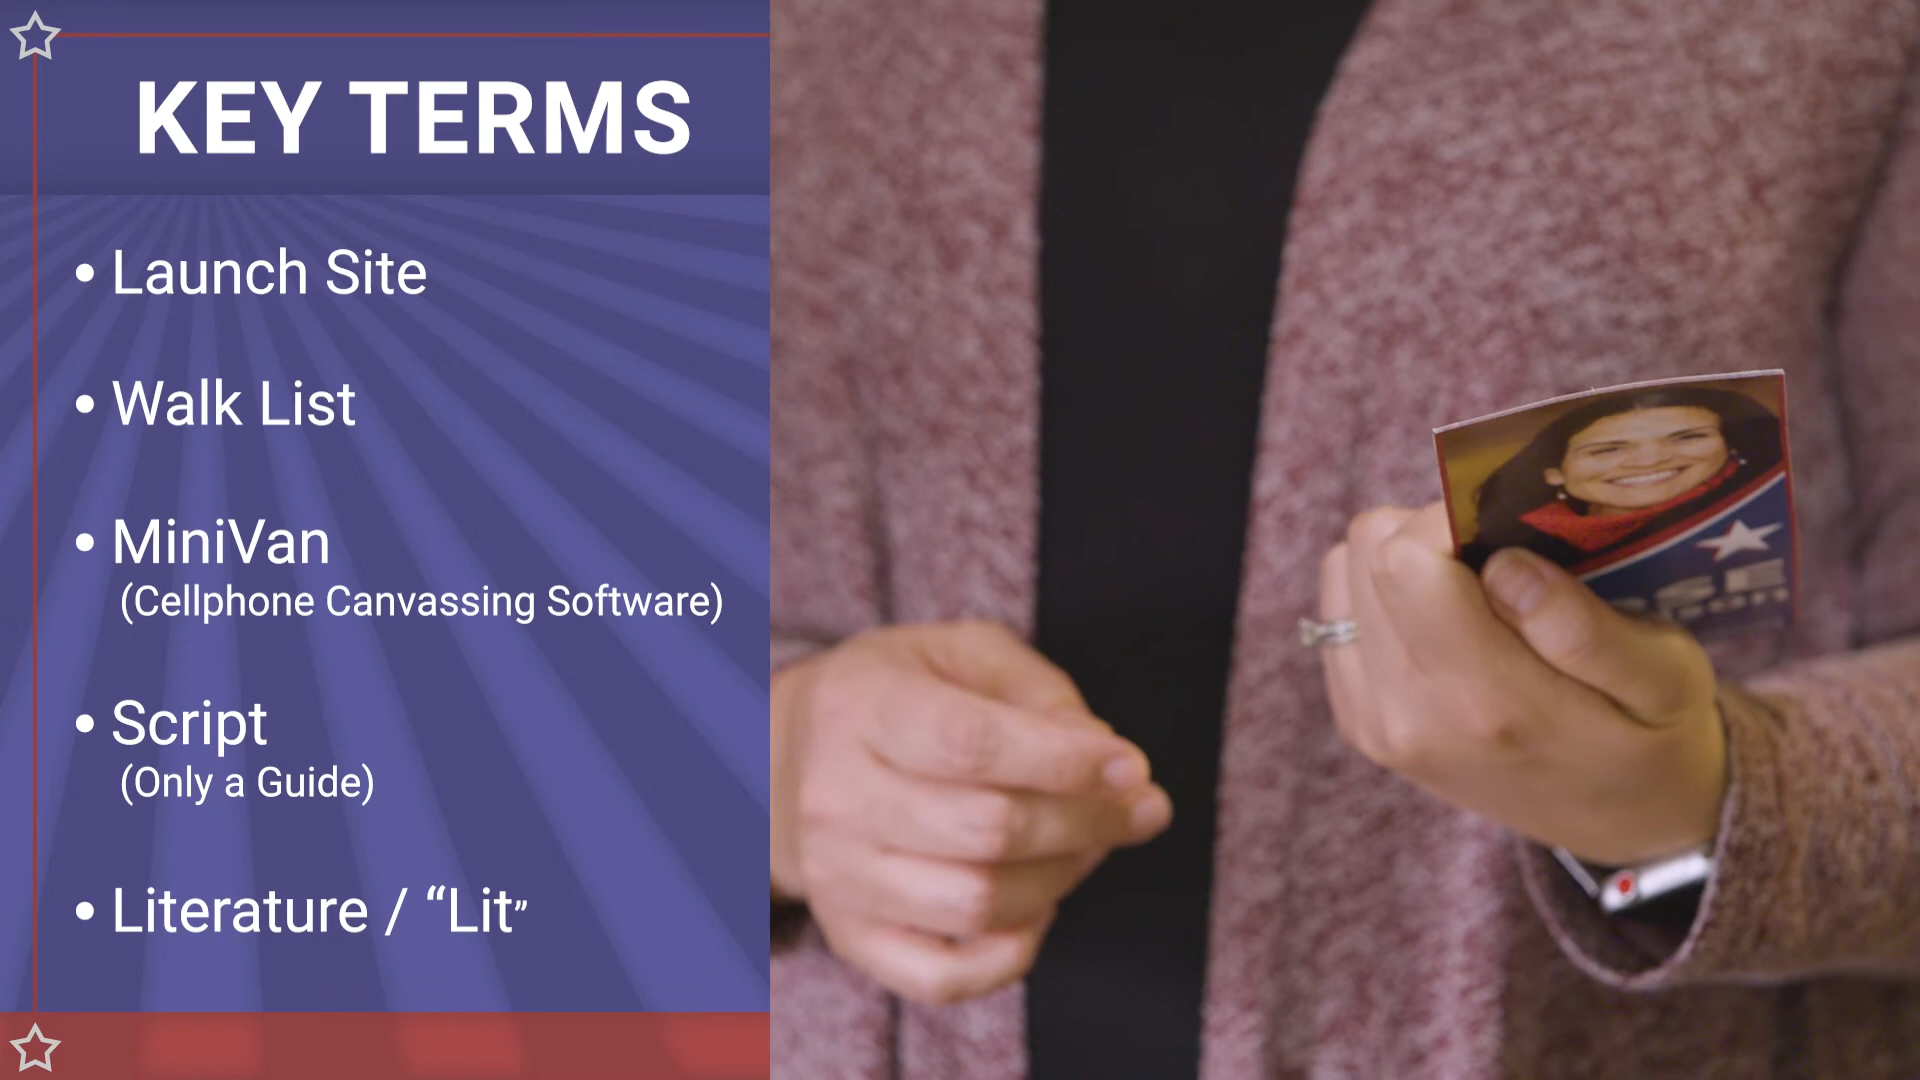 KEY TERMS
• Launch Site
• Walk List
• MiniVan
(Cellphone Canvassing Software)
• Script
(Only a Guide)
• Literature / “Lit”